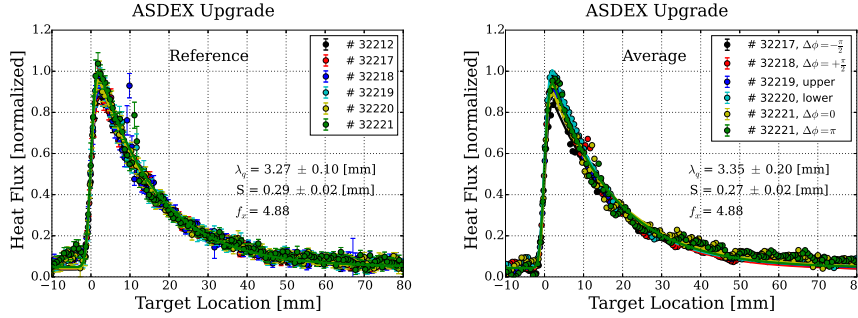 ASDEX Upgrade
Reference
# 32212
# 32217
# 32218
# 32219
# 32220
# 32221
λ_q = 3.27 ± 0.10 [mm]
S = 0.29 ± 0.02 [mm]
f_x = 4.88
Heat Flux [normalized]
1.2
1.0
0.8
0.6
0.4
0.2
0.0
−10 0 10 20 30 40 50 60 70 80
Target Location [mm]
ASDEX Upgrade
Average
# 32217, Δϕ=−π/2
# 32218, Δϕ=+π/2
# 32219, upper
# 32220, lower
# 32221, Δϕ=0
# 32221, Δϕ=π
λ_q = 3.35 ± 0.20 [mm]
S = 0.27 ± 0.02 [mm]
f_x = 4.88
Heat Flux [normalized]
1.2
1.0
0.8
0.6
0.4
0.2
0.0
−10 0 10 20 30 40 50 60 70 80
Target Location [mm]